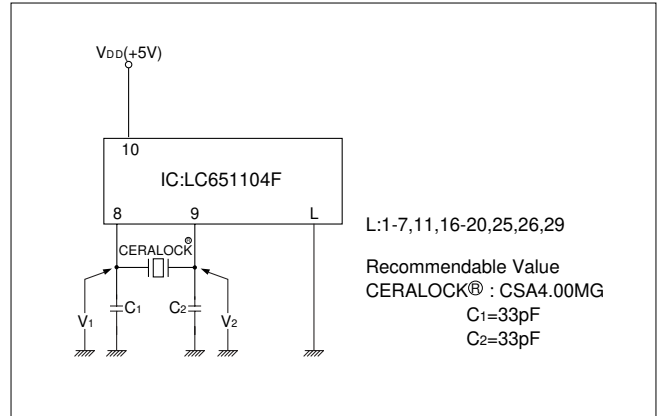 VDD(+5V)
10
IC:LC651104F
8 9 L
CERALOCK®
C1 C2
V1 V2
L:1-7,11,16-20,25,26,29
Recommendable Value
CERALOCK® : CSA4.00MG
C1=33pF
C2=33pF